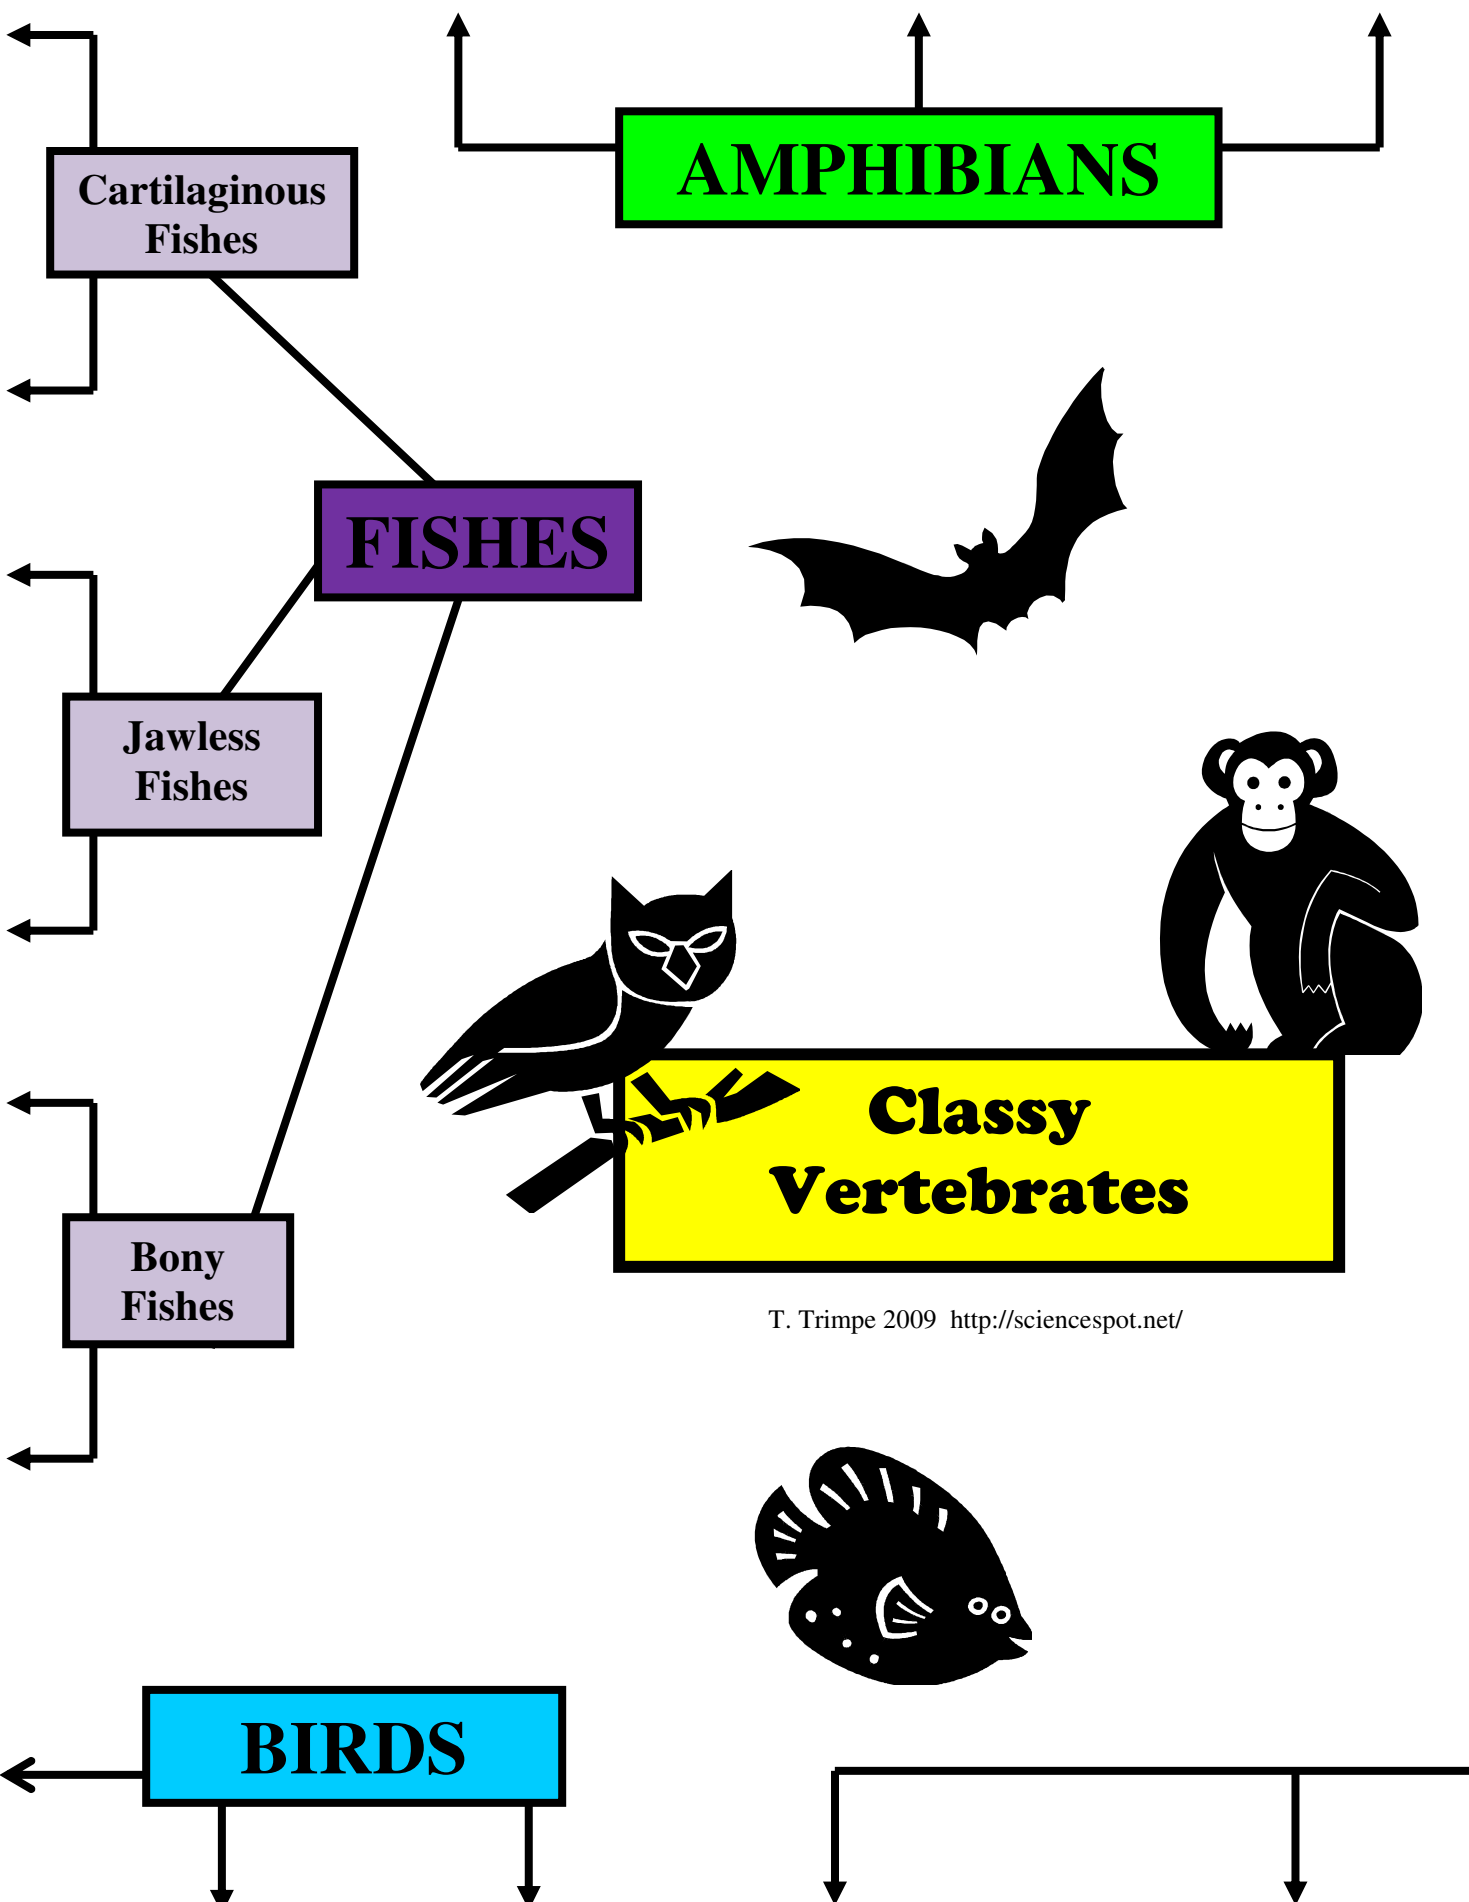 AMPHIBIANS
Cartilaginous
Fishes
FISHES
Jawless
Fishes
Classy
Vertebrates
Bony
Fishes
T. Trimpe 2009  http://sciencespot.net/
BIRDS